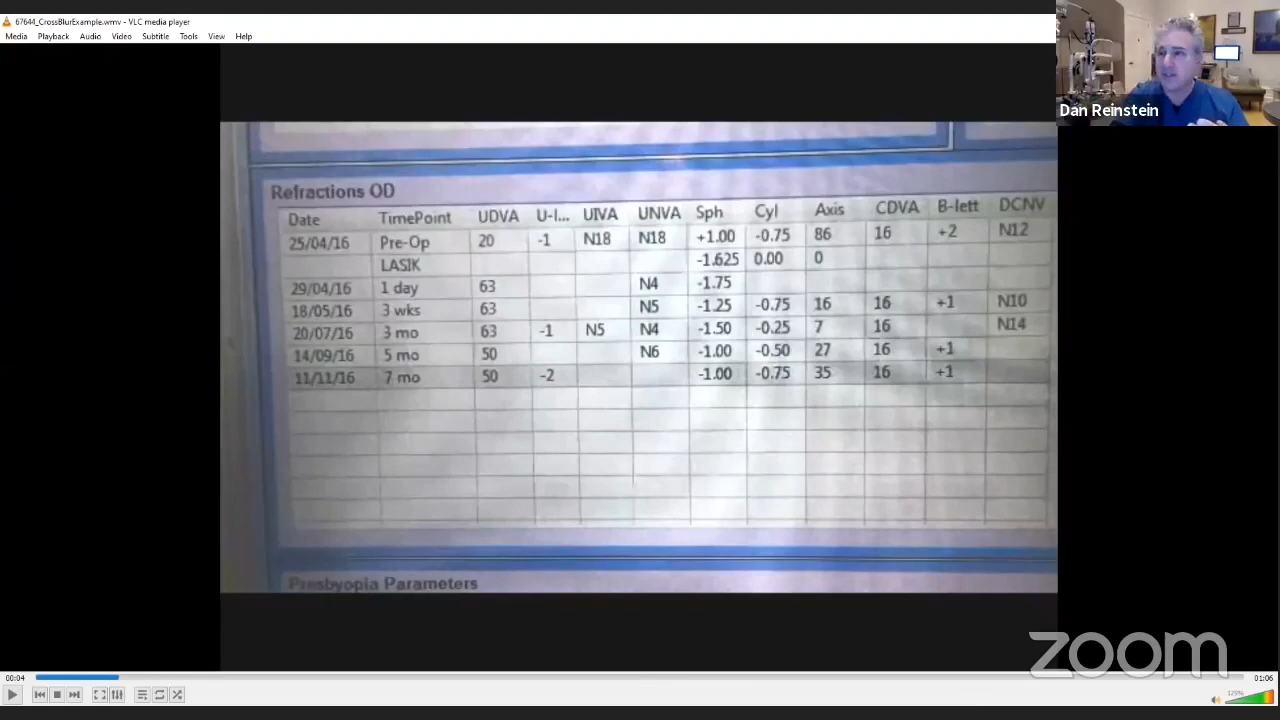 67644_CrossBlurExample.wmv - VLC media player
Media Playback Audio Video Subtitle Tools View Help
Dan Reinstein
Refractions OD
Date TimePoint UDVA U-l... UIVA UNVA Sph Cyl Axis CDVA B-lett DCNV
25/04/16 Pre-Op 20 -1 N18 N18 +1.00 -0.75 86 16 +2 N12
LASIK -1.625 0.00 0
29/04/16 1 day 63 N4 -1.75
18/05/16 3 wks 63 N5 -1.25 -0.75 16 16 +1 N10
20/07/16 3 mo 63 -1 N5 N4 -1.50 -0.25 7 16 N14
14/09/16 5 mo 50 N6 -1.00 -0.50 27 16 +1
11/11/16 7 mo 50 -2 -1.00 -0.75 35 16 +1
Presbyopia Parameters
zoom
00:04 01:06
125%